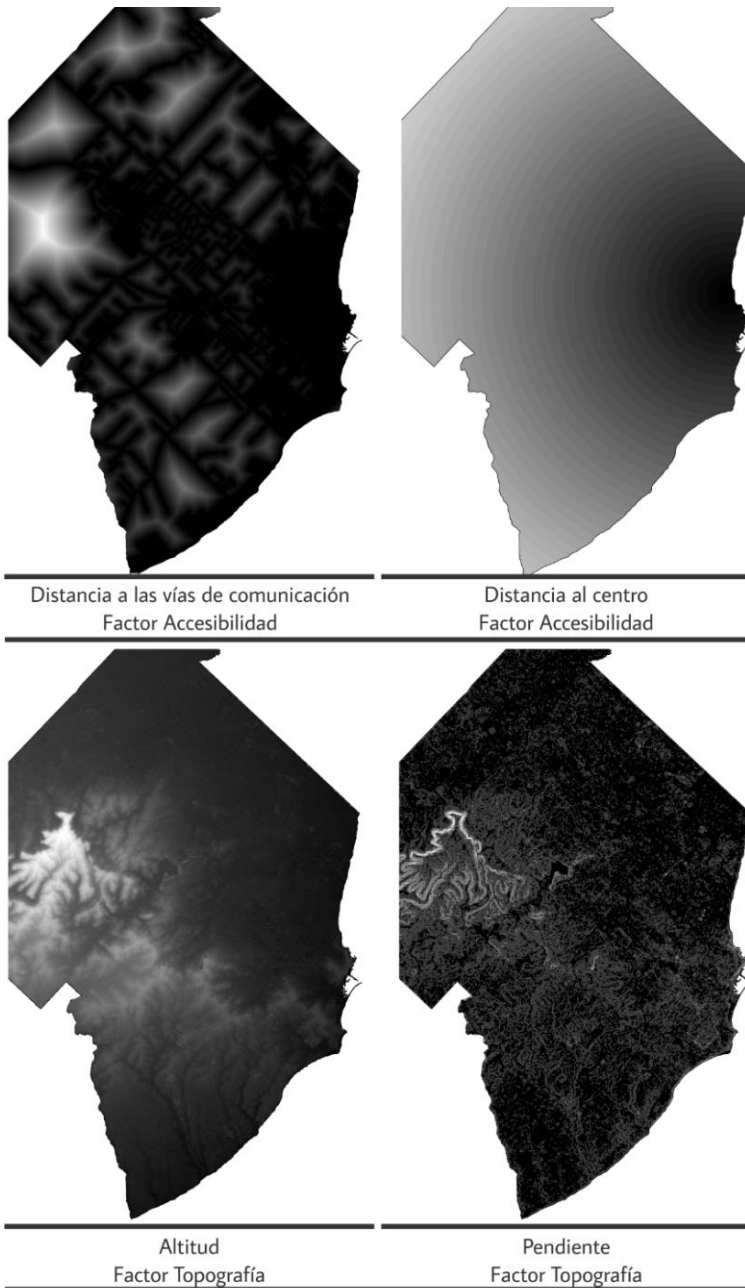 Distancia a las vías de comunicación
Factor Accesibilidad
Distancia al centro
Factor Accesibilidad
Altitud
Factor Topografía
Pendiente
Factor Topografía